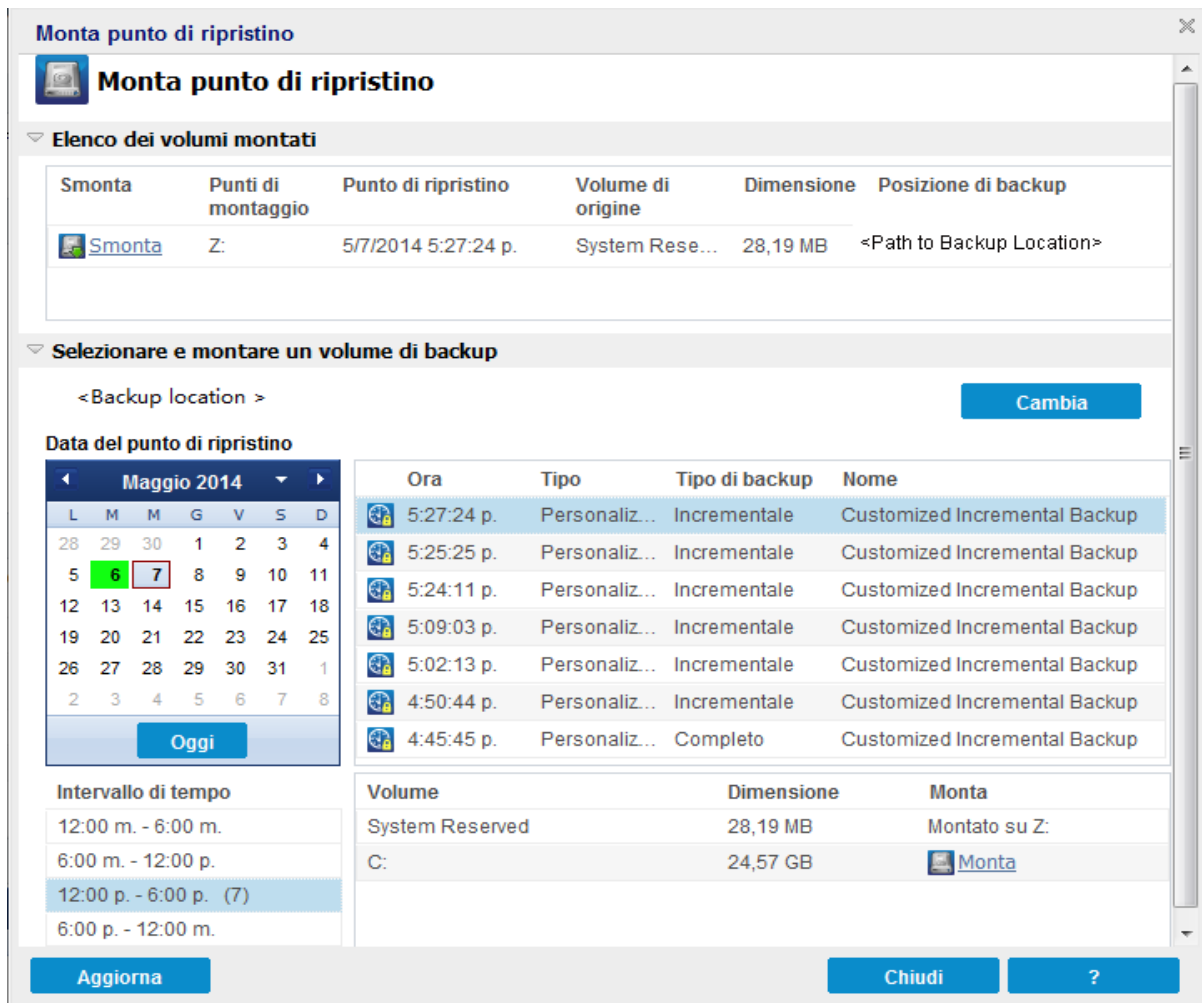 Monta punto di ripristino
Monta punto di ripristino
Elenco dei volumi montati
Smonta Punti di montaggio Punto di ripristino Volume di origine Dimensione Posizione di backup
Smonta Z: 5/7/2014 5:27:24 p. System Rese... 28,19 MB <Path to Backup Location>
Selezionare e montare un volume di backup
<Backup location >
Cambia
Data del punto di ripristino
Maggio 2014
L M M G V S D
28 29 30 1 2 3 4
5 6 7 8 9 10 11
12 13 14 15 16 17 18
19 20 21 22 23 24 25
26 27 28 29 30 31 1
2 3 4 5 6 7 8
Oggi
Ora Tipo Tipo di backup Nome
5:27:24 p. Personaliz... Incrementale Customized Incremental Backup
5:25:25 p. Personaliz... Incrementale Customized Incremental Backup
5:24:11 p. Personaliz... Incrementale Customized Incremental Backup
5:09:03 p. Personaliz... Incrementale Customized Incremental Backup
5:02:13 p. Personaliz... Incrementale Customized Incremental Backup
4:50:44 p. Personaliz... Incrementale Customized Incremental Backup
4:45:45 p. Personaliz... Completo Customized Incremental Backup
Intervallo di tempo
12:00 m. - 6:00 m.
6:00 m. - 12:00 p.
12:00 p. - 6:00 p. (7)
6:00 p. - 12:00 m.
Volume Dimensione Monta
System Reserved 28,19 MB Montato su Z:
C: 24,57 GB Monta
Aggiorna Chiudi ?